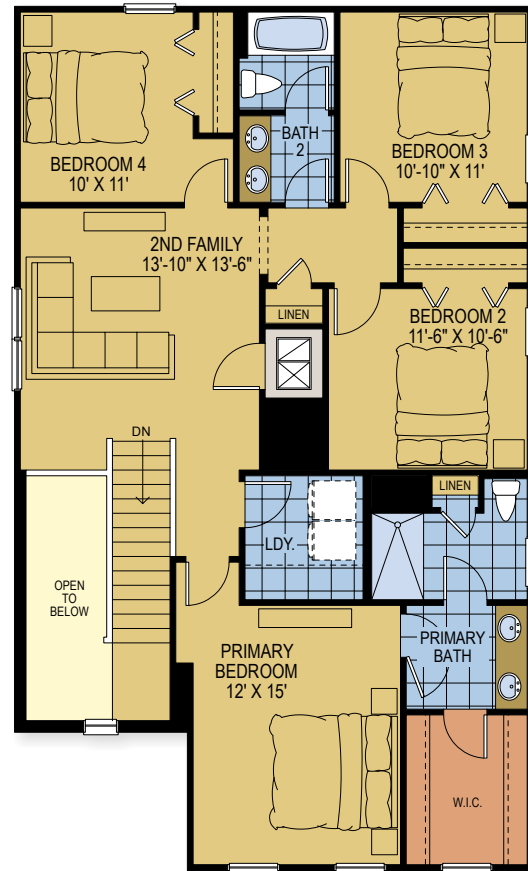 BATH
2
BEDROOM 4
10' X 11'
BEDROOM 3
10'-10" X 11'
2ND FAMILY
13'-10" X 13'-6"
LINEN
BEDROOM 2
11'-6" X 10'-6"
DN
LINEN
LDY.
OPEN
TO
BELOW
PRIMARY
BEDROOM
12' X 15'
PRIMARY
BATH
W.I.C.